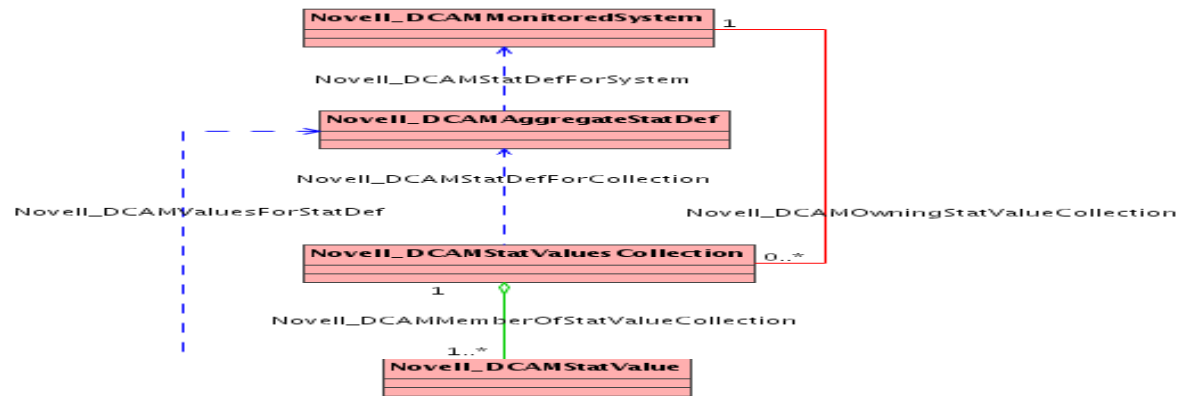 Novell_DCAMMonitoredSystem
1
Novell_DCAMStatDefForSystem
Novell_DCAMAggregateStatDef
Novell_DCAMStatDefForCollection
Novell_DCAMValuesForStatDef
Novell_DCAMOwningStatValueCollection
Novell_DCAMStatValuesCollection
0..*
1
Novell_DCAMMemberOfStatValueCollection
1..*
Novell_DCAMStatValue